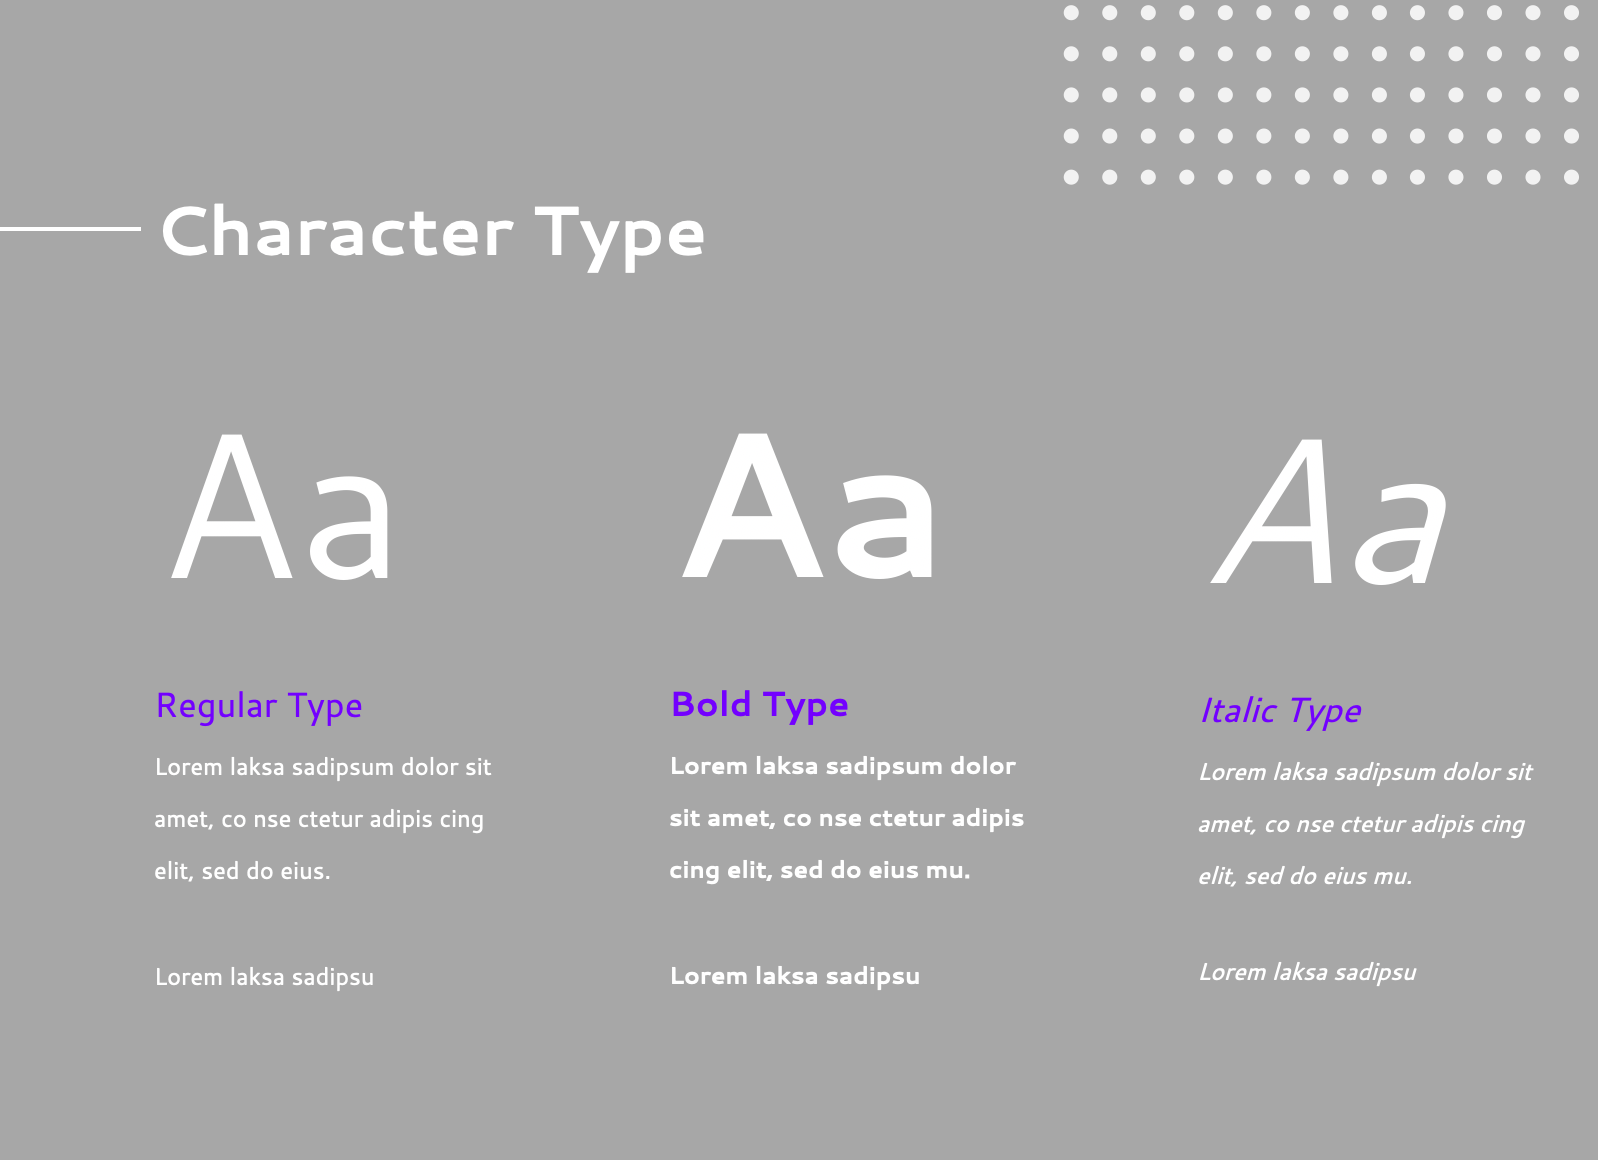 Character Type
Aa
Regular Type
Lorem laksa sadipsum dolor sit
amet, co nse ctetur adipis cing
elit, sed do eius.
Lorem laksa sadipsu
Aa
Bold Type
Lorem laksa sadipsum dolor
sit amet, co nse ctetur adipis
cing elit, sed do eius mu.
Lorem laksa sadipsu
Aa
Italic Type
Lorem laksa sadipsum dolor sit
amet, co nse ctetur adipis cing
elit, sed do eius mu.
Lorem laksa sadipsu